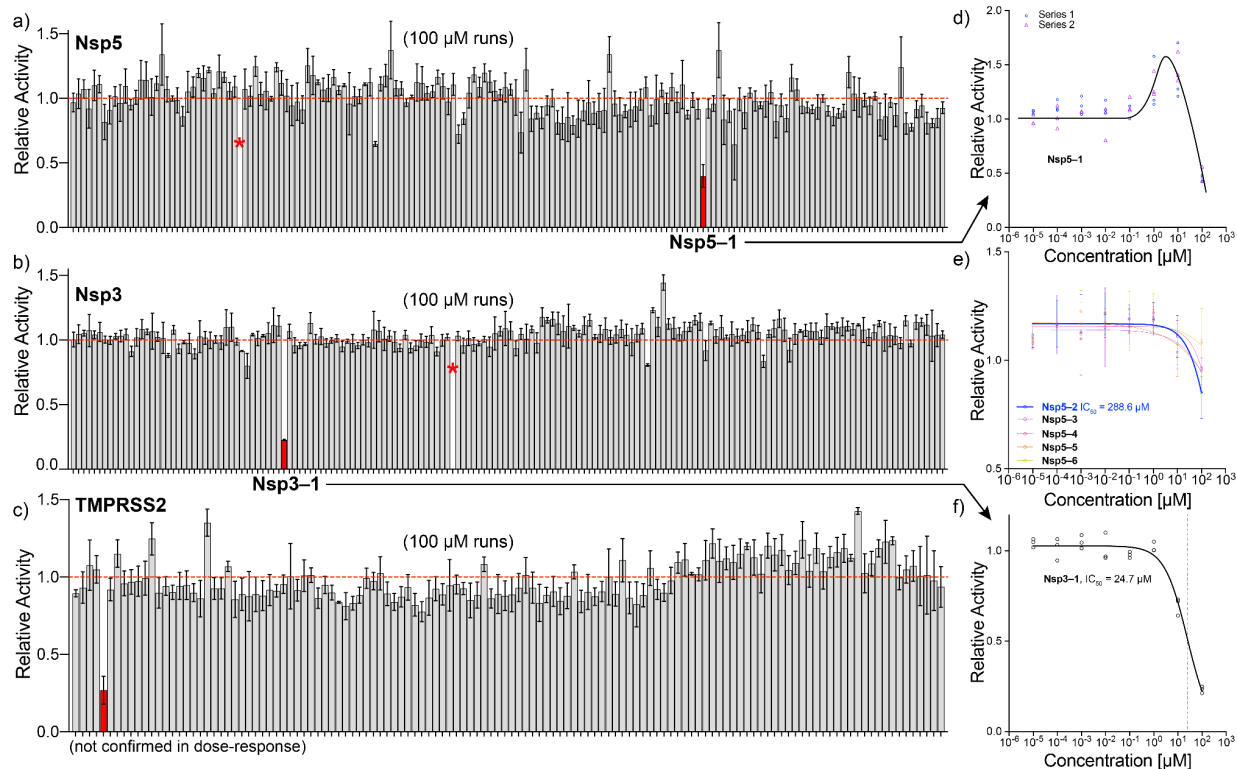 a)
Nsp5
(100 µM runs)
Relative Activity
1.5
1.0
0.5
0.0
*
Nsp5–1
b)
Nsp3
(100 µM runs)
Relative Activity
1.5
1.0
0.5
0.0
*
Nsp3–1
c)
TMPRSS2
(100 µM runs)
Relative Activity
1.5
1.0
0.5
0.0
(not confirmed in dose-response)
d)
Series 1
Series 2
Relative Activity
2.0
1.5
1.0
0.5
0.0
Nsp5–1
10⁻⁶ 10⁻⁵ 10⁻⁴ 10⁻³ 10⁻² 10⁻¹ 10⁰ 10¹ 10² 10³
Concentration [µM]
e)
Relative Activity
1.5
1.0
0.5
Nsp5–2 IC₅₀ = 288.6 µM
Nsp5–3
Nsp5–4
Nsp5–5
Nsp5–6
10⁻⁶ 10⁻⁵ 10⁻⁴ 10⁻³ 10⁻² 10⁻¹ 10⁰ 10¹ 10² 10³
Concentration [µM]
f)
Relative Activity
1.0
0.5
0.0
Nsp3–1, IC₅₀ = 24.7 µM
10⁻⁶ 10⁻⁵ 10⁻⁴ 10⁻³ 10⁻² 10⁻¹ 10⁰ 10¹ 10² 10³
Concentration [µM]